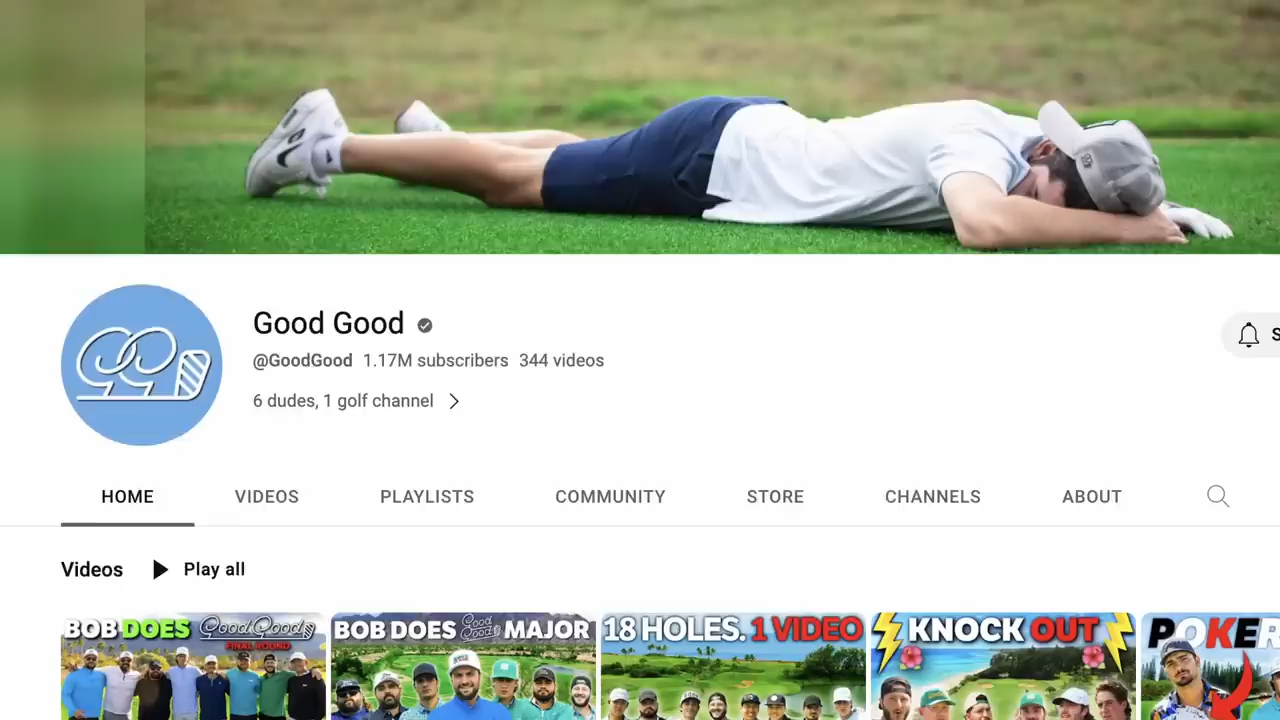 Good Good
@GoodGood 1.17M subscribers 344 videos
S
6 dudes, 1 golf channel
HOME VIDEOS PLAYLISTS COMMUNITY STORE CHANNELS ABOUT
Videos Play all
BOB DOES Good Good
FINAL ROUND
BOB DOES Good Good MAJOR
18 HOLES. 1 VIDEO
KNOCK OUT
POKER